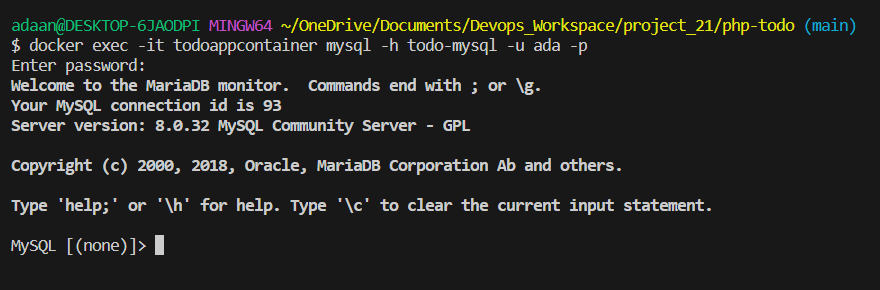 adaan@DESKTOP-6JAODPI MINGW64 ~/OneDrive/Documents/Devops_Workspace/project_21/php-todo (main)
$ docker exec -it todoappcontainer mysql -h todo-mysql -u ada -p
Enter password:
Welcome to the MariaDB monitor.  Commands end with ; or \g.
Your MySQL connection id is 93
Server version: 8.0.32 MySQL Community Server - GPL
Copyright (c) 2000, 2018, Oracle, MariaDB Corporation Ab and others.
Type 'help;' or '\h' for help. Type '\c' to clear the current input statement.
MySQL [(none)]>